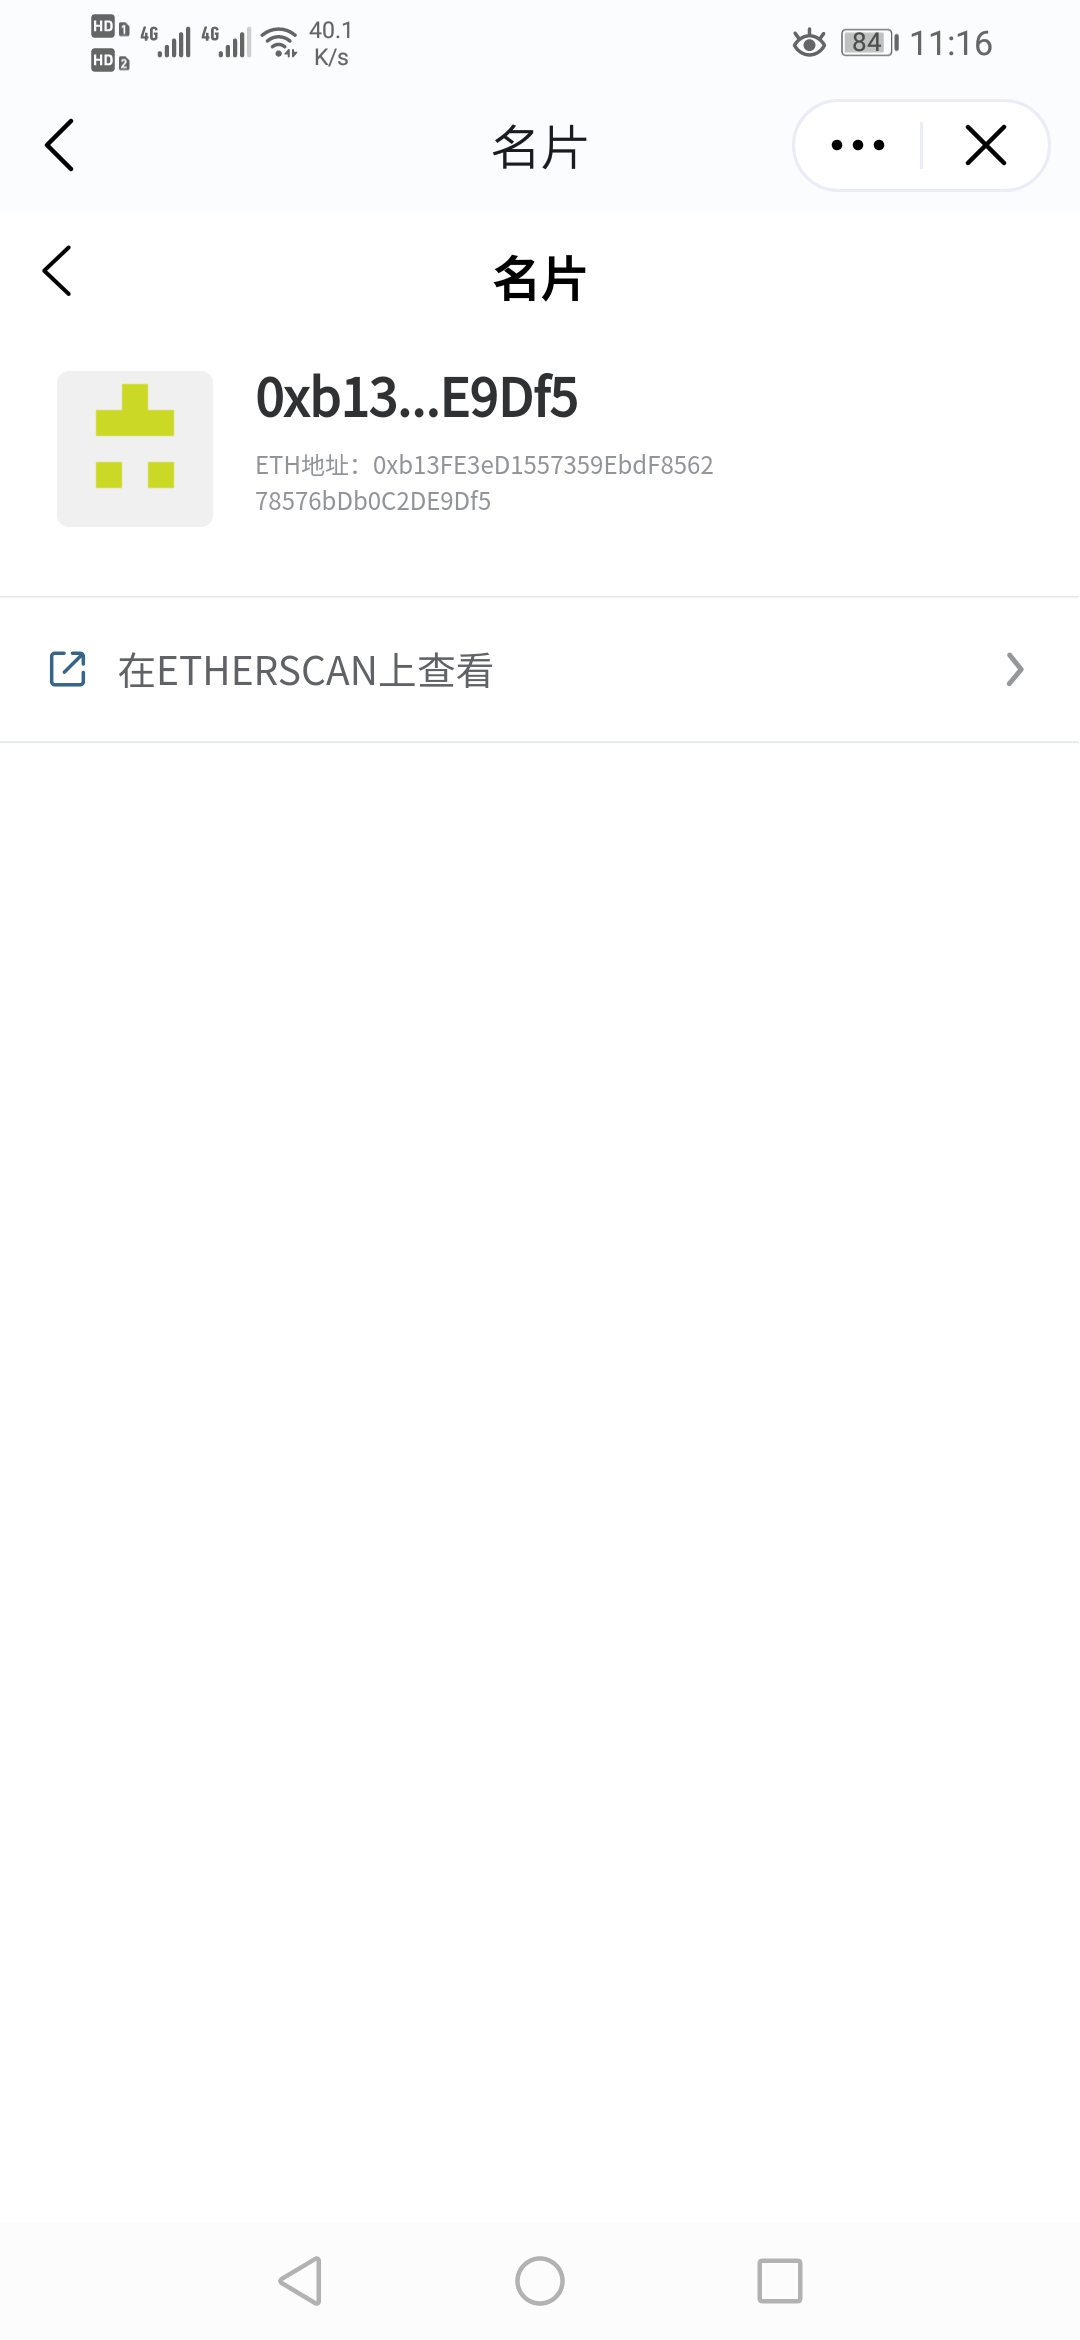 HD 1 4G 4G 40.1
HD 2 K/s
84 11:16
名片
名片
0xb13...E9Df5
ETH地址：0xb13FE3eD1557359EbdF8562
78576bDb0C2DE9Df5
在ETHERSCAN上查看